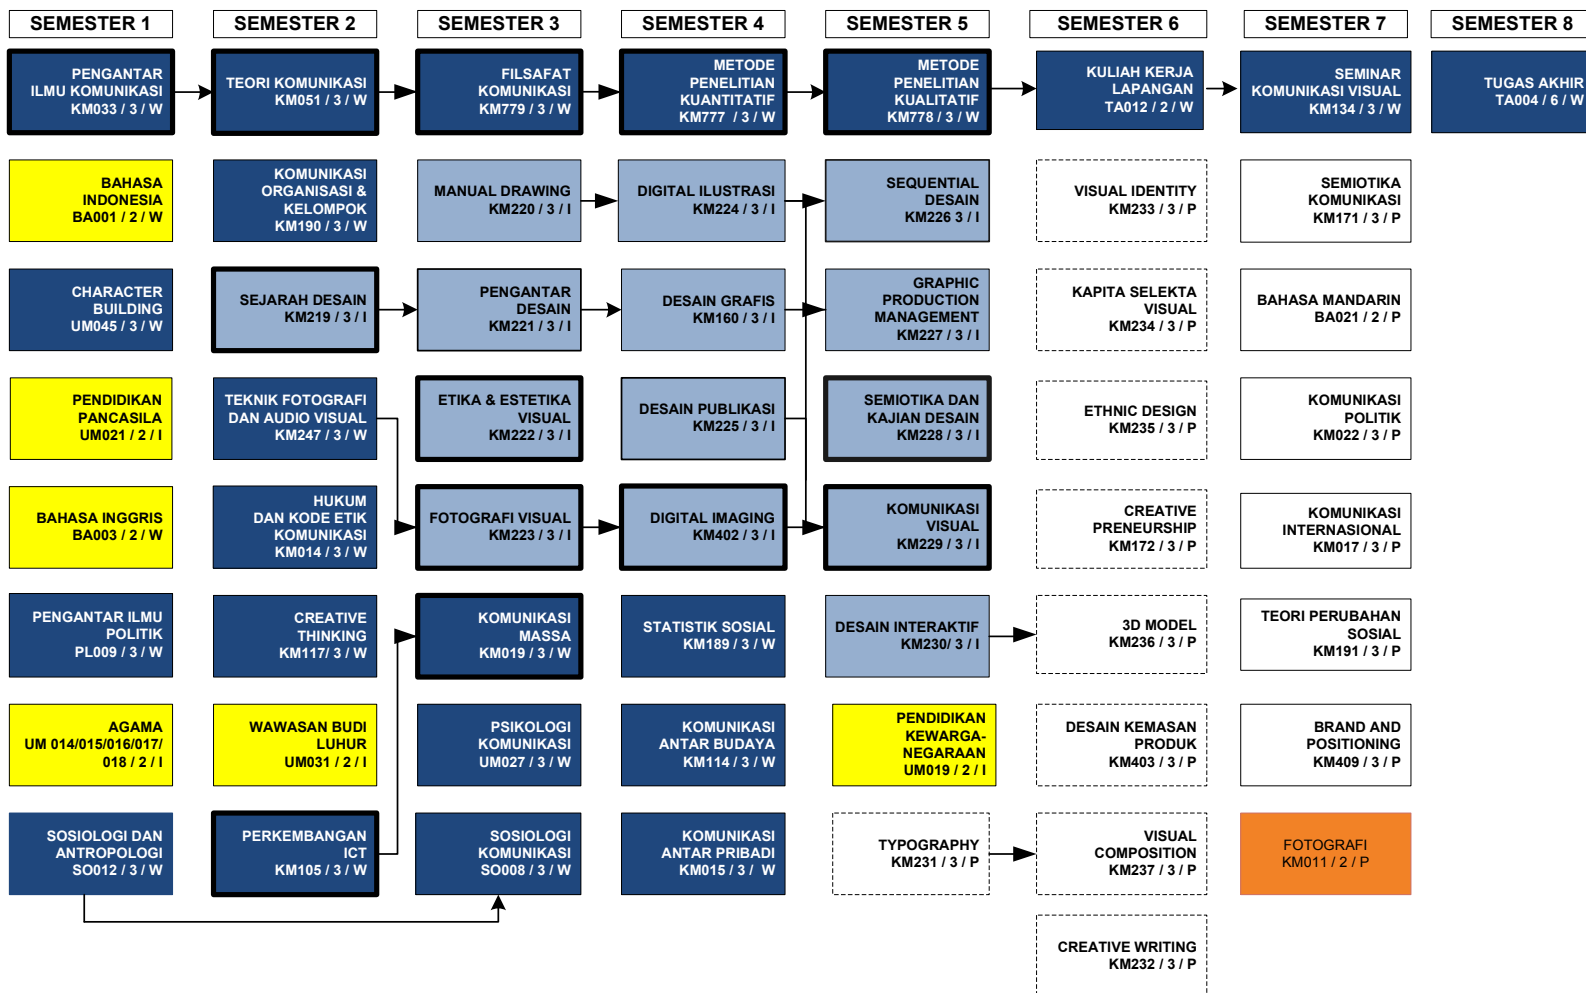 SEMESTER 1
SEMESTER 2
SEMESTER 3
SEMESTER 4
SEMESTER 5
SEMESTER 6
SEMESTER 7
SEMESTER 8
PENGANTAR
ILMU KOMUNIKASI
KM033 / 3 / W
TEORI KOMUNIKASI
KM051 / 3 / W
FILSAFAT
KOMUNIKASI
KM779 / 3 / W
METODE
PENELITIAN
KUANTITATIF
KM777 / 3 / W
METODE
PENELITIAN
KUALITATIF
KM778 / 3 / W
KULIAH KERJA
LAPANGAN
TA012 / 2 / W
SEMINAR
KOMUNIKASI VISUAL
KM134 / 3 / W
TUGAS AKHIR
TA004 / 6 / W
BAHASA
INDONESIA
BA001 / 2 / W
KOMUNIKASI
ORGANISASI &
KELOMPOK
KM190 / 3 / W
MANUAL DRAWING
KM220 / 3 / I
DIGITAL ILUSTRASI
KM224 / 3 / I
SEQUENTIAL
DESAIN
KM226 3 / I
VISUAL IDENTITY
KM233 / 3 / P
SEMIOTIKA
KOMUNIKASI
KM171 / 3 / P
CHARACTER
BUILDING
UM045 / 3 / W
SEJARAH DESAIN
KM219 / 3 / I
PENGANTAR
DESAIN
KM221 / 3 / I
DESAIN GRAFIS
KM160 / 3 / I
GRAPHIC
PRODUCTION
MANAGEMENT
KM227 / 3 / I
KAPITA SELEKTA
VISUAL
KM234 / 3 / P
BAHASA MANDARIN
BA021 / 2 / P
PENDIDIKAN
PANCASILA
UM021 / 2 / I
TEKNIK FOTOGRAFI
DAN AUDIO VISUAL
KM247 / 3 / W
ETIKA & ESTETIKA
VISUAL
KM222 / 3 / I
DESAIN PUBLIKASI
KM225 / 3 / I
SEMIOTIKA DAN
KAJIAN DESAIN
KM228 / 3 / I
ETHNIC DESIGN
KM235 / 3 / P
KOMUNIKASI
POLITIK
KM022 / 3 / P
BAHASA INGGRIS
BA003 / 2 / W
HUKUM
DAN KODE ETIK
KOMUNIKASI
KM014 / 3 / W
FOTOGRAFI VISUAL
KM223 / 3 / I
DIGITAL IMAGING
KM402 / 3 / I
KOMUNIKASI
VISUAL
KM229 / 3 / I
CREATIVE
PRENEURSHIP
KM172 / 3 / P
KOMUNIKASI
INTERNASIONAL
KM017 / 3 / P
PENGANTAR ILMU
POLITIK
PL009 / 3 / W
CREATIVE
THINKING
KM117/ 3 / W
KOMUNIKASI
MASSA
KM019 / 3 / W
STATISTIK SOSIAL
KM189 / 3 / W
DESAIN INTERAKTIF
KM230/ 3 / I
3D MODEL
KM236 / 3 / P
TEORI PERUBAHAN
SOSIAL
KM191 / 3 / P
AGAMA
UM 014/015/016/017/
018 / 2 / I
WAWASAN BUDI
LUHUR
UM031 / 2 / I
PSIKOLOGI
KOMUNIKASI
UM027 / 3 / W
KOMUNIKASI
ANTAR BUDAYA
KM114 / 3 / W
PENDIDIKAN
KEWARGA-
NEGARAAN
UM019 / 2 / I
DESAIN KEMASAN
PRODUK
KM403 / 3 / P
BRAND AND
POSITIONING
KM409 / 3 / P
SOSIOLOGI DAN
ANTROPOLOGI
SO012 / 3 / W
PERKEMBANGAN
ICT
KM105 / 3 / W
SOSIOLOGI
KOMUNIKASI
SO008 / 3 / W
KOMUNIKASI
ANTAR PRIBADI
KM015 / 3 / W
TYPOGRAPHY
KM231 / 3 / P
VISUAL
COMPOSITION
KM237 / 3 / P
FOTOGRAFI
KM011 / 2 / P
CREATIVE WRITING
KM232 / 3 / P